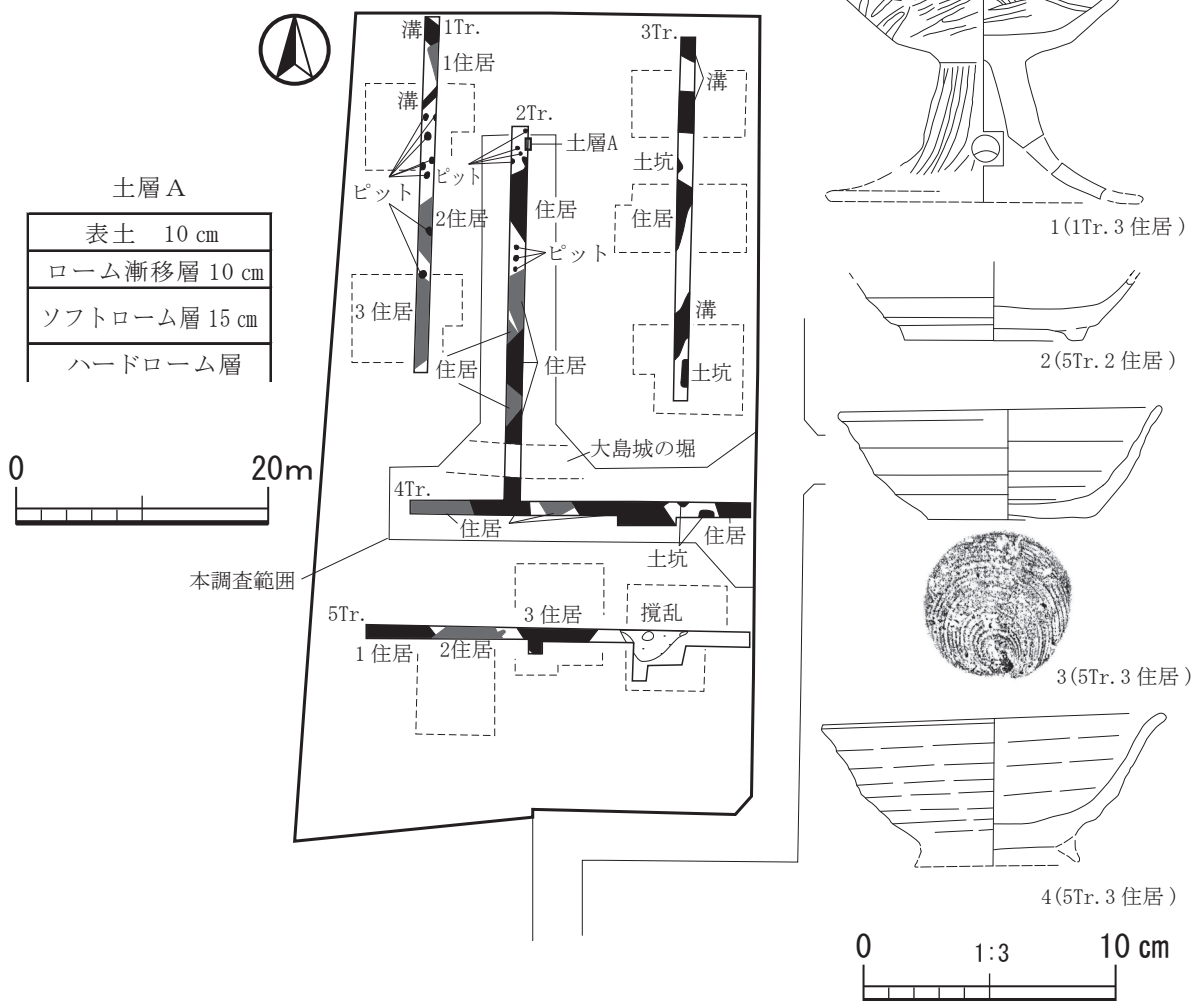 溝
1Tr.
1住居
溝
ピット
2住居
3住居
2Tr.
土層A
ピット
住居
ピット
住居
住居
3Tr.
溝
土坑
住居
溝
土坑
大島城の堀
4Tr.
住居
土坑
住居
本調査範囲
5Tr.
1住居
2住居
3住居
撹乱
土層A
表土 10㎝
ローム漸移層 10㎝
ソフトローム層 15㎝
ハードローム層
0 20m
1(1Tr.3住居)
2(5Tr.2住居)
3(5Tr.3住居)
4(5Tr.3住居)
0 1:3 10 cm